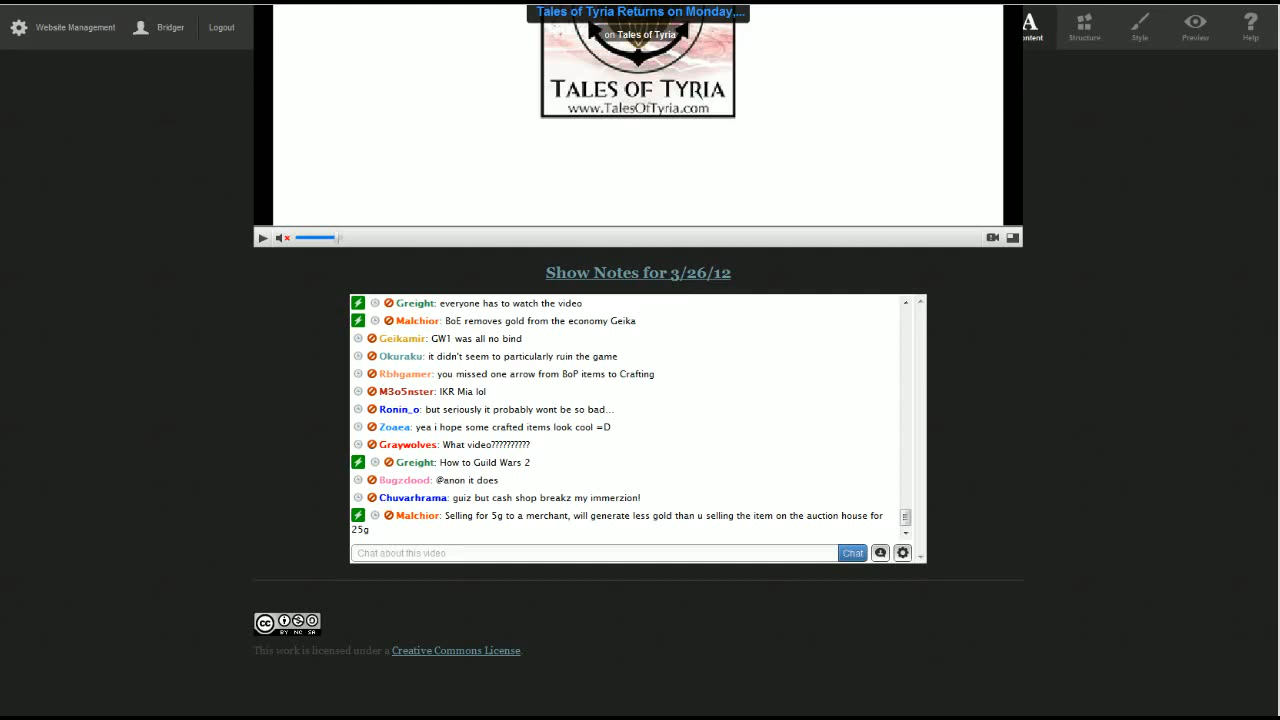 Tales of Tyria Returns on Monday,...
on Tales of Tyria
Website Management
Bridger
Logout
ontent
Structure
Style
Preview
Help
TALES OF TYRIA
www.TalesOfTyria.com
Show Notes for 3/26/12
Greight: everyone has to watch the video
Malchior: BoE removes gold from the economy Geika
Geikamir: GW1 was all no bind
Okuraku: it didn't seem to particularly ruin the game
Rbhgamer: you missed one arrow from BoP items to Crafting
M3o5nster: IKR Mia lol
Ronin_o: but seriously it probably wont be so bad...
Zoaea: yea i hope some crafted items look cool =D
Graywolves: What video??????????
Greight: How to Guild Wars 2
Bugzdood: @anon it does
Chuvarhrama: guiz but cash shop breakz my immerzion!
Malchior: Selling for 5g to a merchant, will generate less gold than u selling the item on the auction house for
25g
Chat about this video
Chat
cc
BY NC SA
This work is licensed under a Creative Commons License.